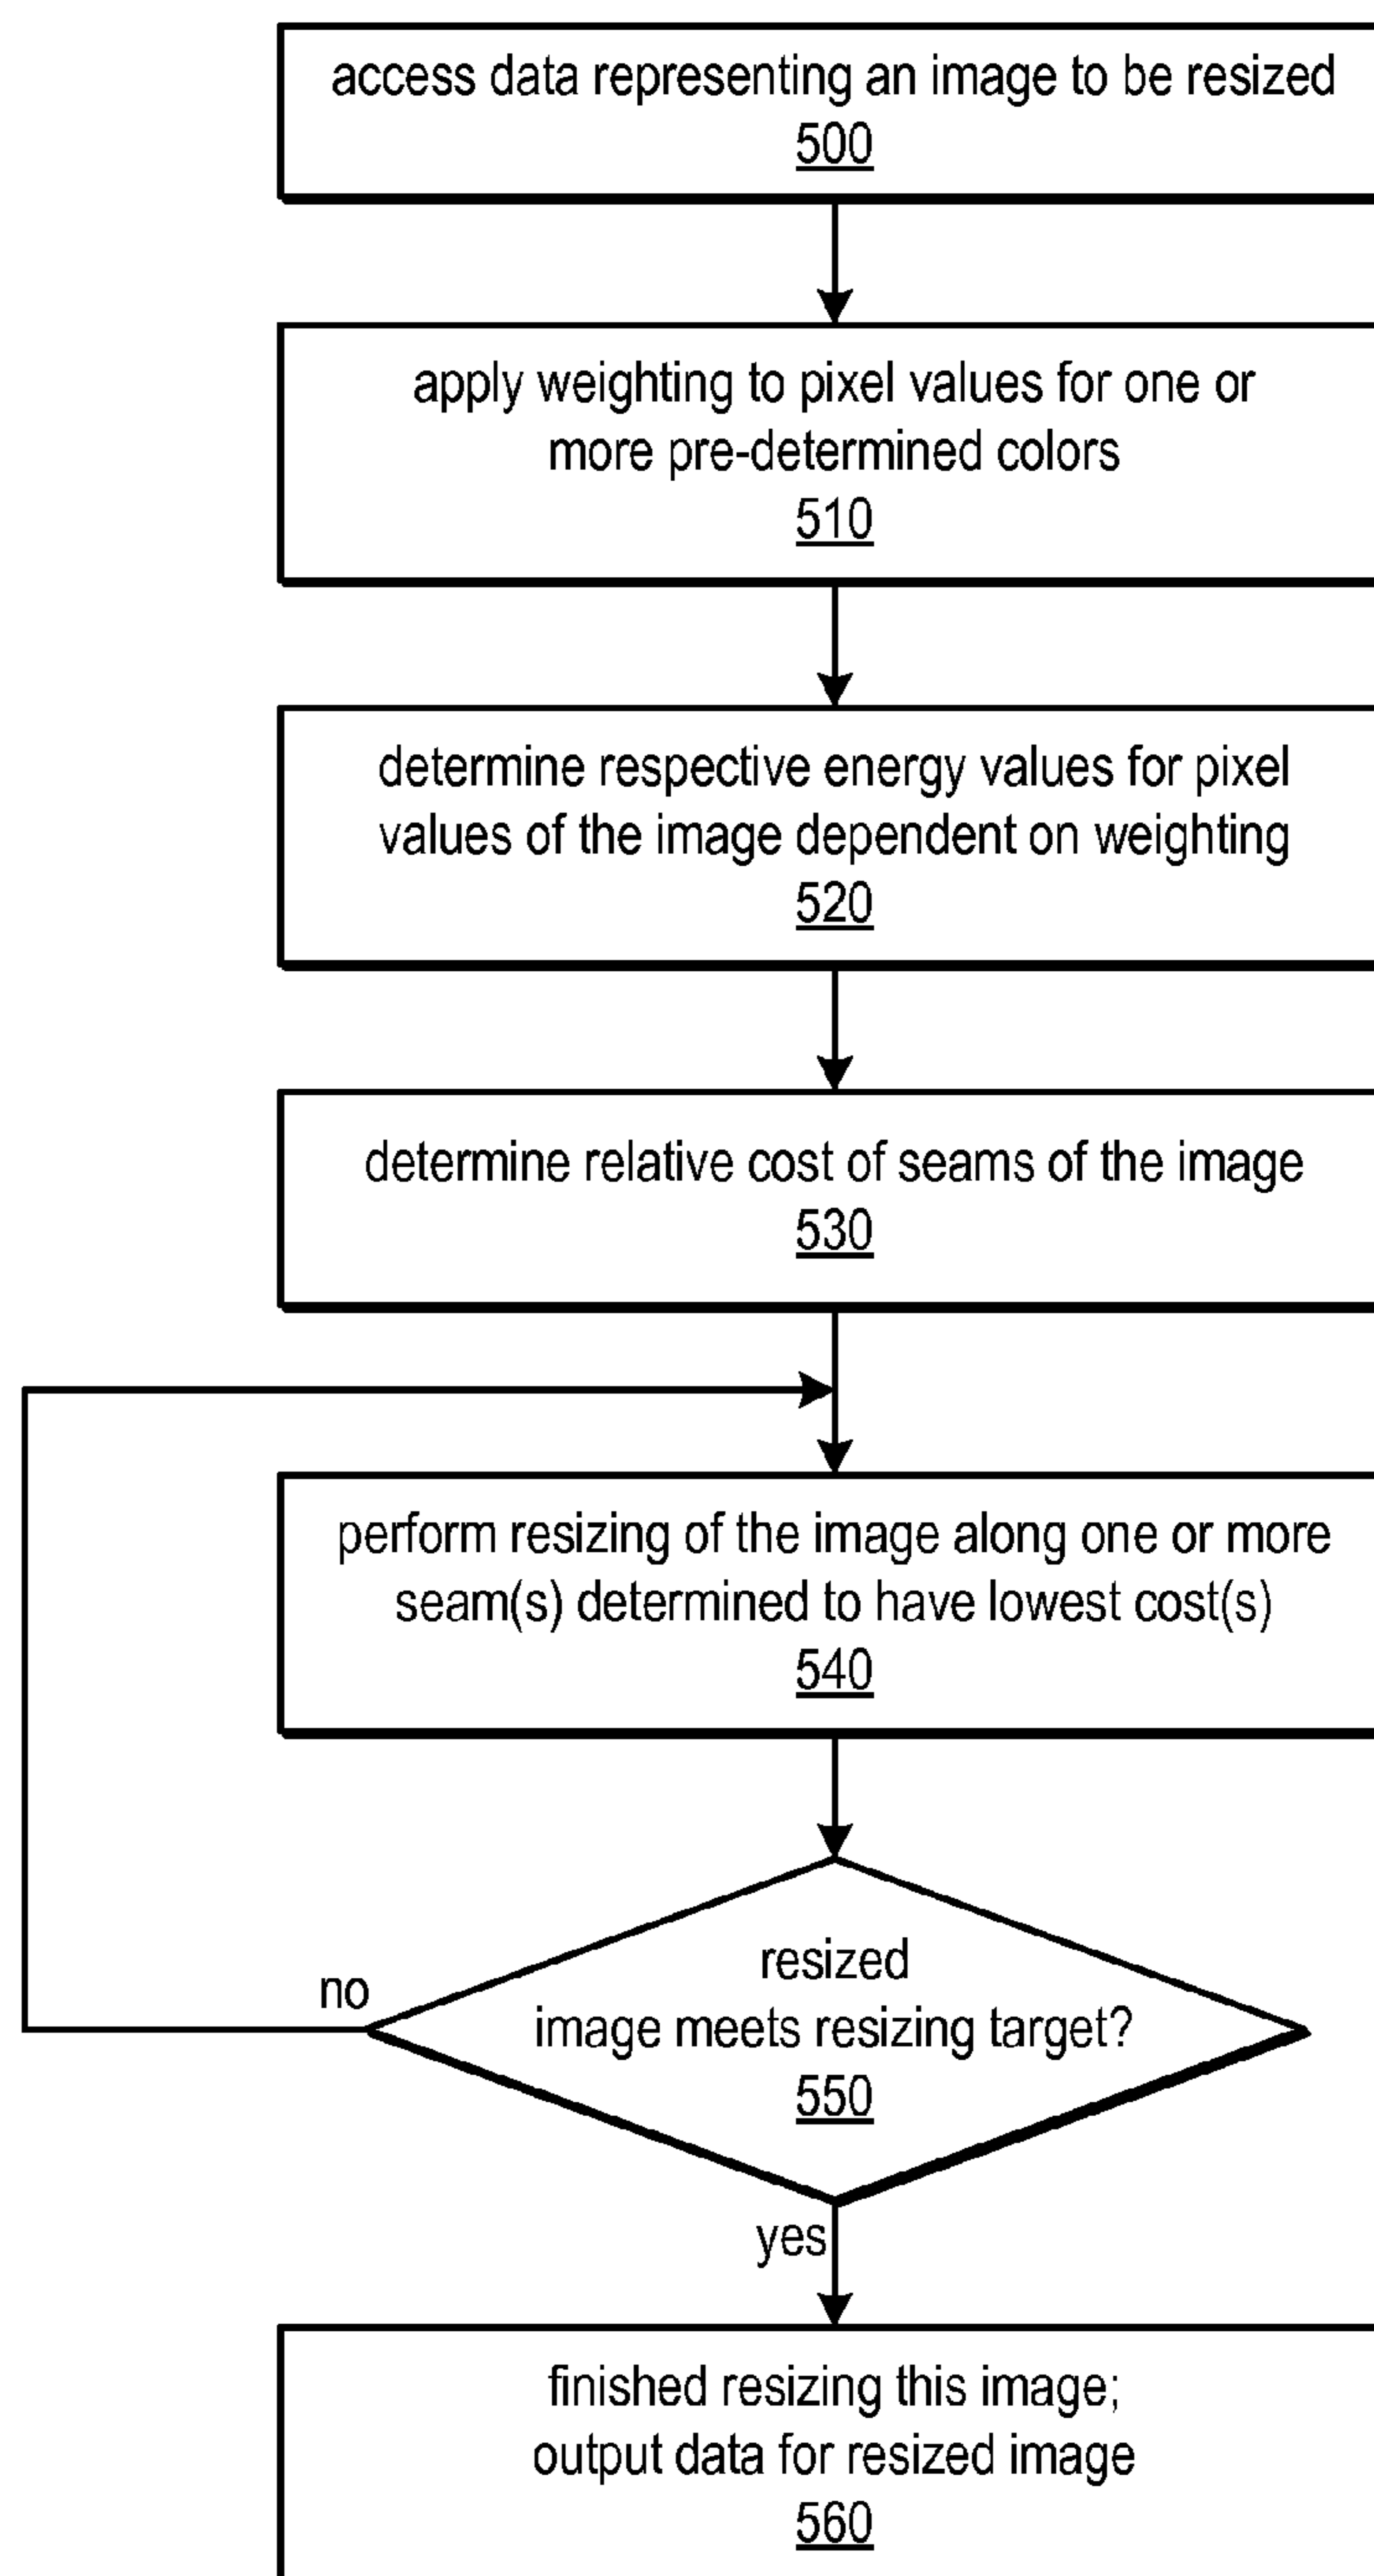 access data representing an image to be resized
500
apply weighting to pixel values for one or
more pre-determined colors
510
determine respective energy values for pixel
values of the image dependent on weighting
520
determine relative cost of seams of the image
530
perform resizing of the image along one or more
seam(s) determined to have lowest cost(s)
540
resized
image meets resizing target?
550
no
yes
finished resizing this image;
output data for resized image
560